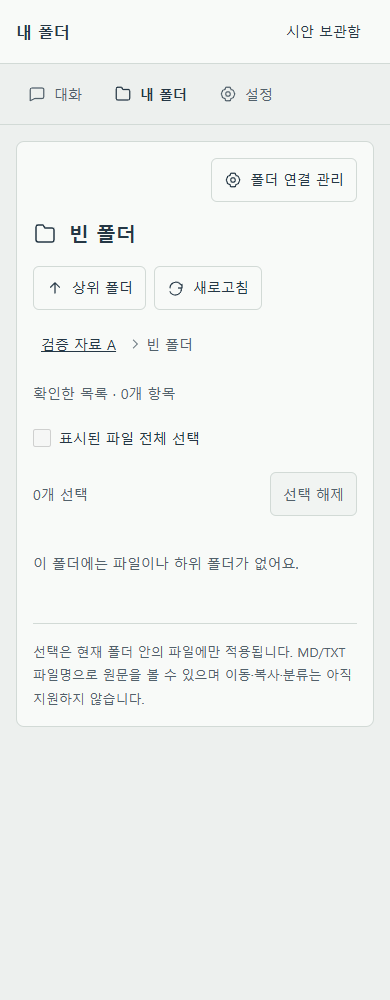 내 폴더
시안 보관함
대화
내 폴더
설정
폴더 연결 관리
빈 폴더
상위 폴더
새로고침
검증 자료 A > 빈 폴더
확인한 목록 · 0개 항목
표시된 파일 전체 선택
0개 선택
선택 해제
이 폴더에는 파일이나 하위 폴더가 없어요.
선택은 현재 폴더 안의 파일에만 적용됩니다. MD/TXT
파일명으로 원문을 볼 수 있으며 이동·복사·분류는 아직
지원하지 않습니다.